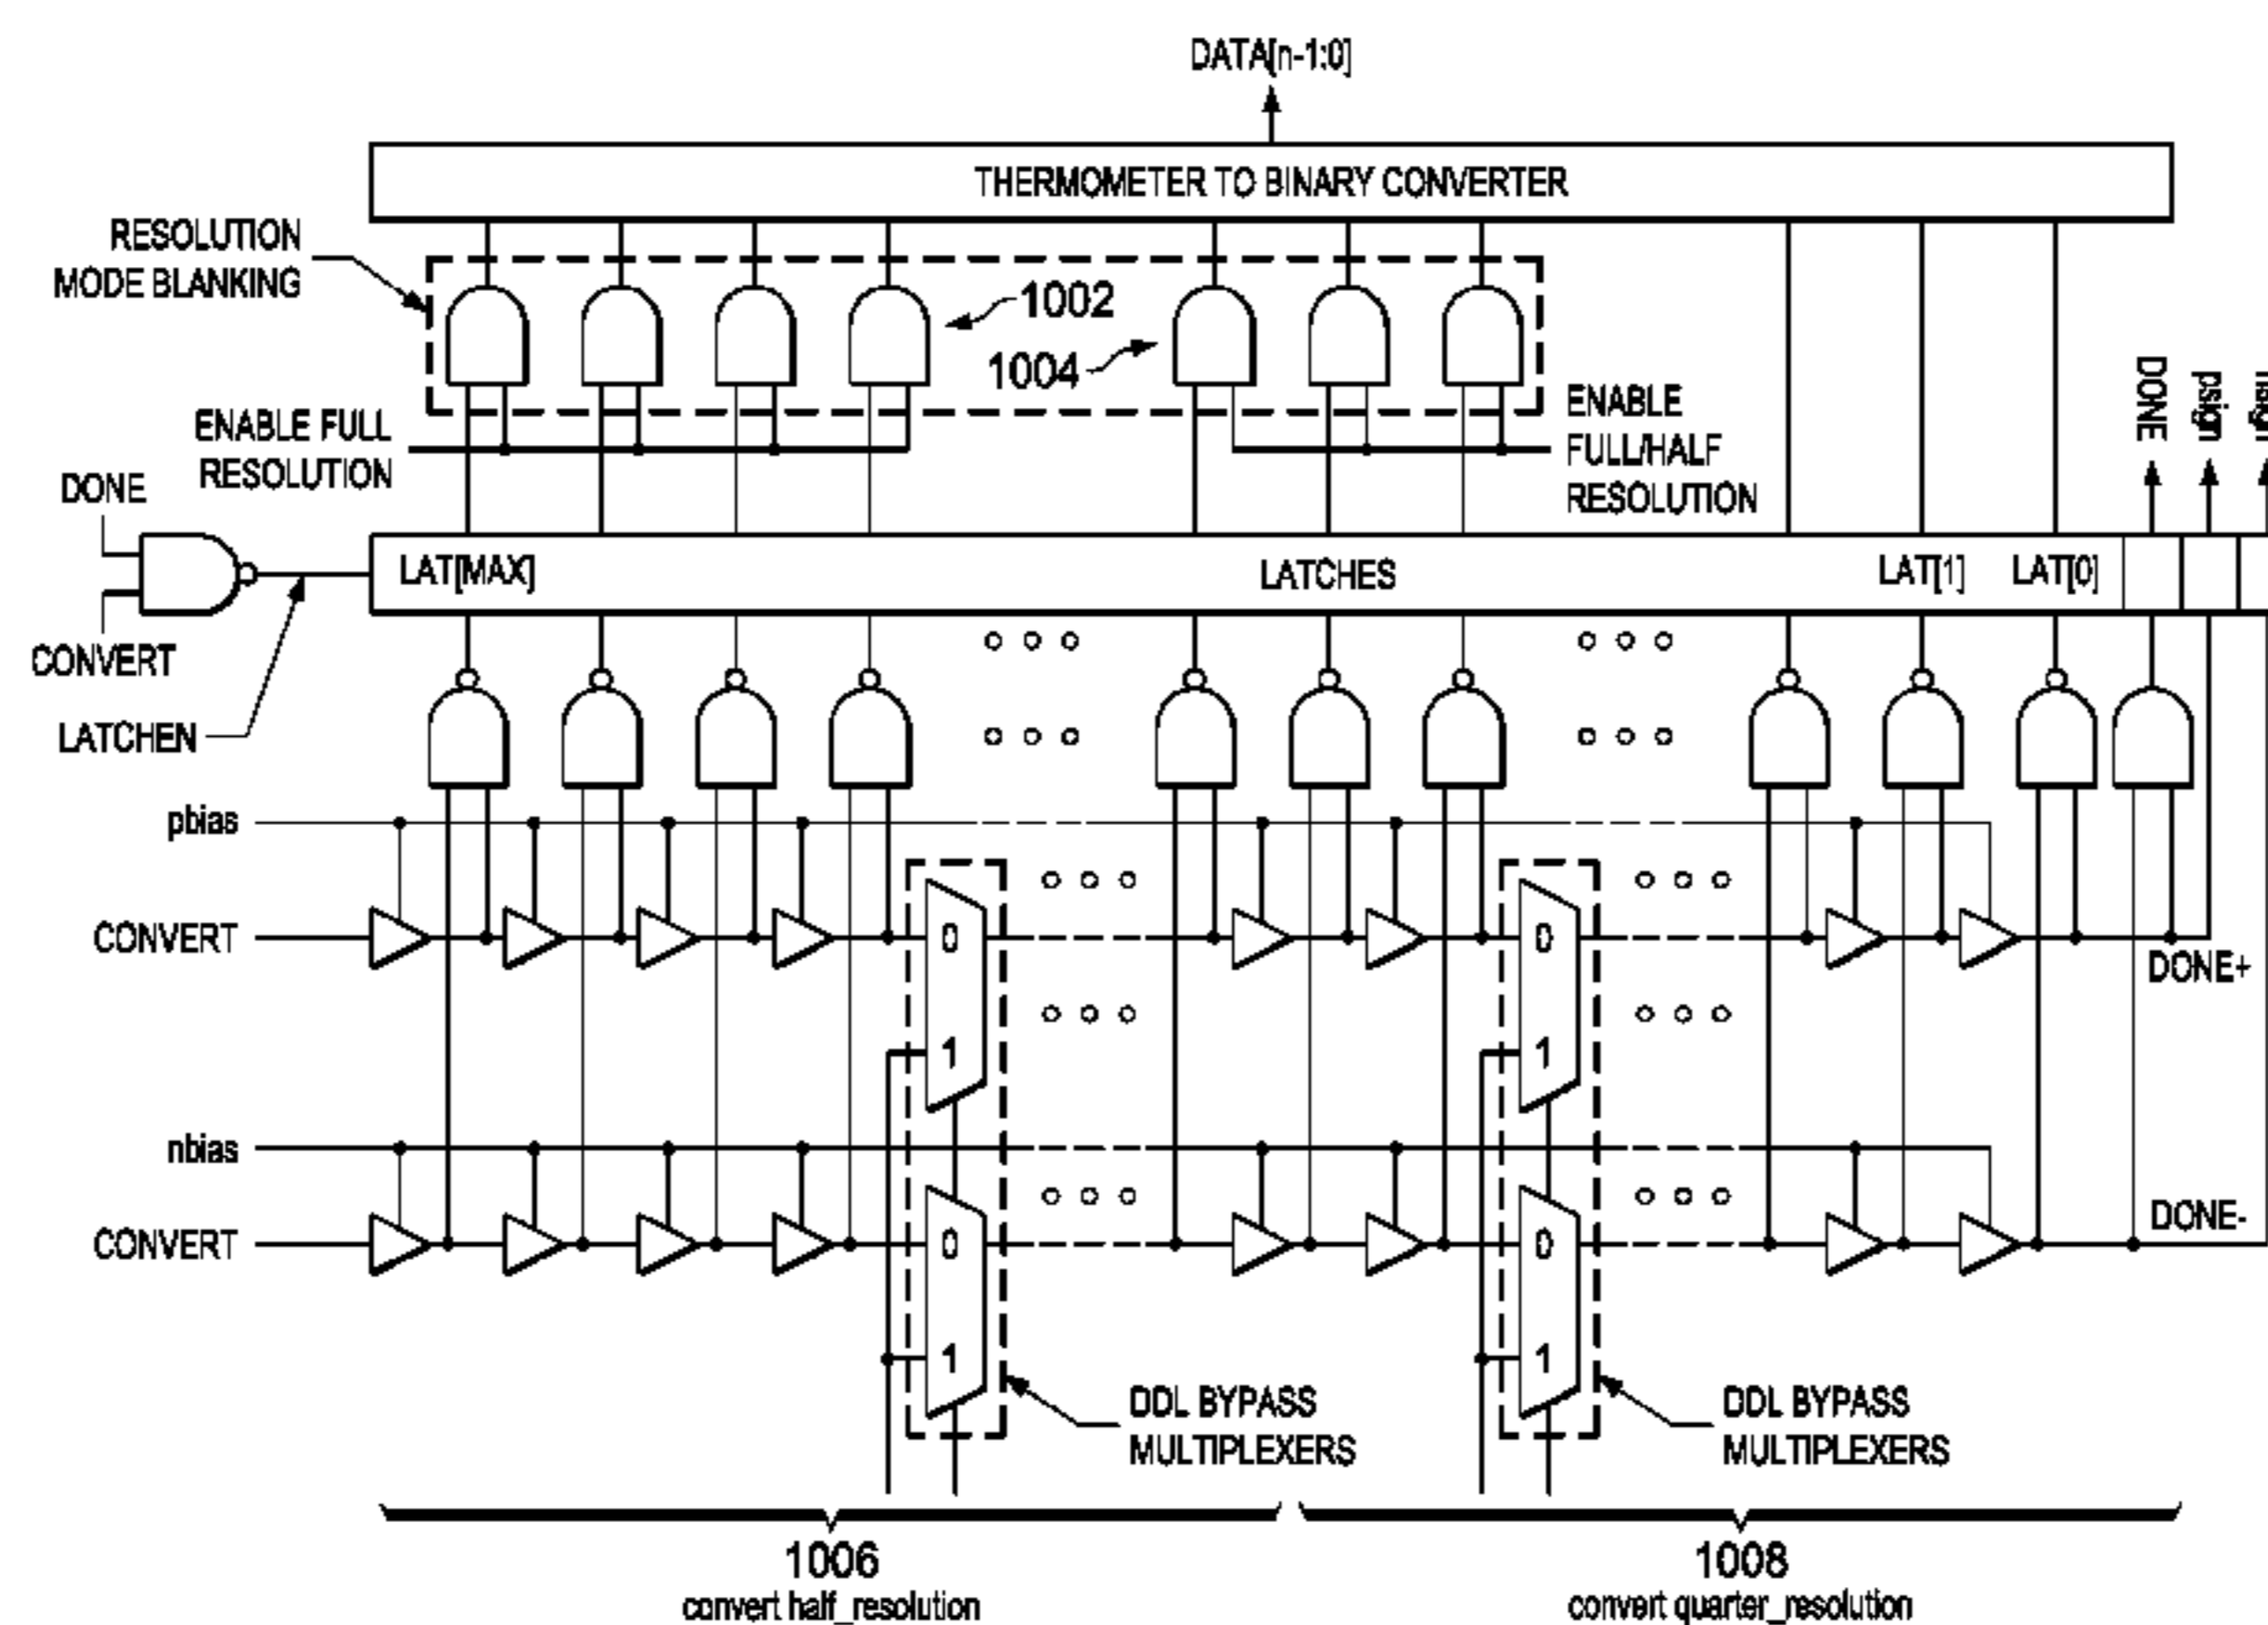 DATA[n-1:0]
THERMOMETER TO BINARY CONVERTER
RESOLUTION
MODE BLANKING
1002
1004
ENABLE FULL
RESOLUTION
ENABLE
FULL/HALF
RESOLUTION
DONE
psign
DONE
CONVERT
LATCHEN
LAT[MAX]
LATCHES
LAT[1]
LAT[0]
pbias
CONVERT
0
1
0
1
DONE+
nbias
CONVERT
0
1
0
1
DONE-
DDL BYPASS
MULTIPLEXERS
DDL BYPASS
MULTIPLEXERS
1006
convert half_resolution
1008
convert quarter_resolution